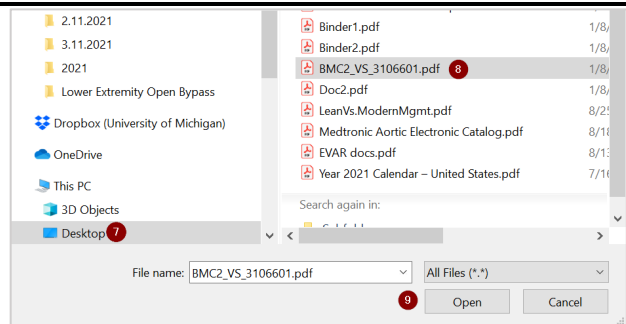 2.11.2021
3.11.2021
2021
Lower Extremity Open Bypass
Dropbox (University of Michigan)
OneDrive
This PC
3D Objects
Desktop 7
Binder1.pdf 1/8/
Binder2.pdf 1/8/
BMC2_VS_3106601.pdf 8 1/8/
Doc2.pdf 1/8/
LeanVs.ModernMgmt.pdf 8/25
Medtronic Aortic Electronic Catalog.pdf 8/18
EVAR docs.pdf 8/13
Year 2021 Calendar – United States.pdf 7/16
Search again in:
File name: BMC2_VS_3106601.pdf All Files (*.*)
9 Open Cancel